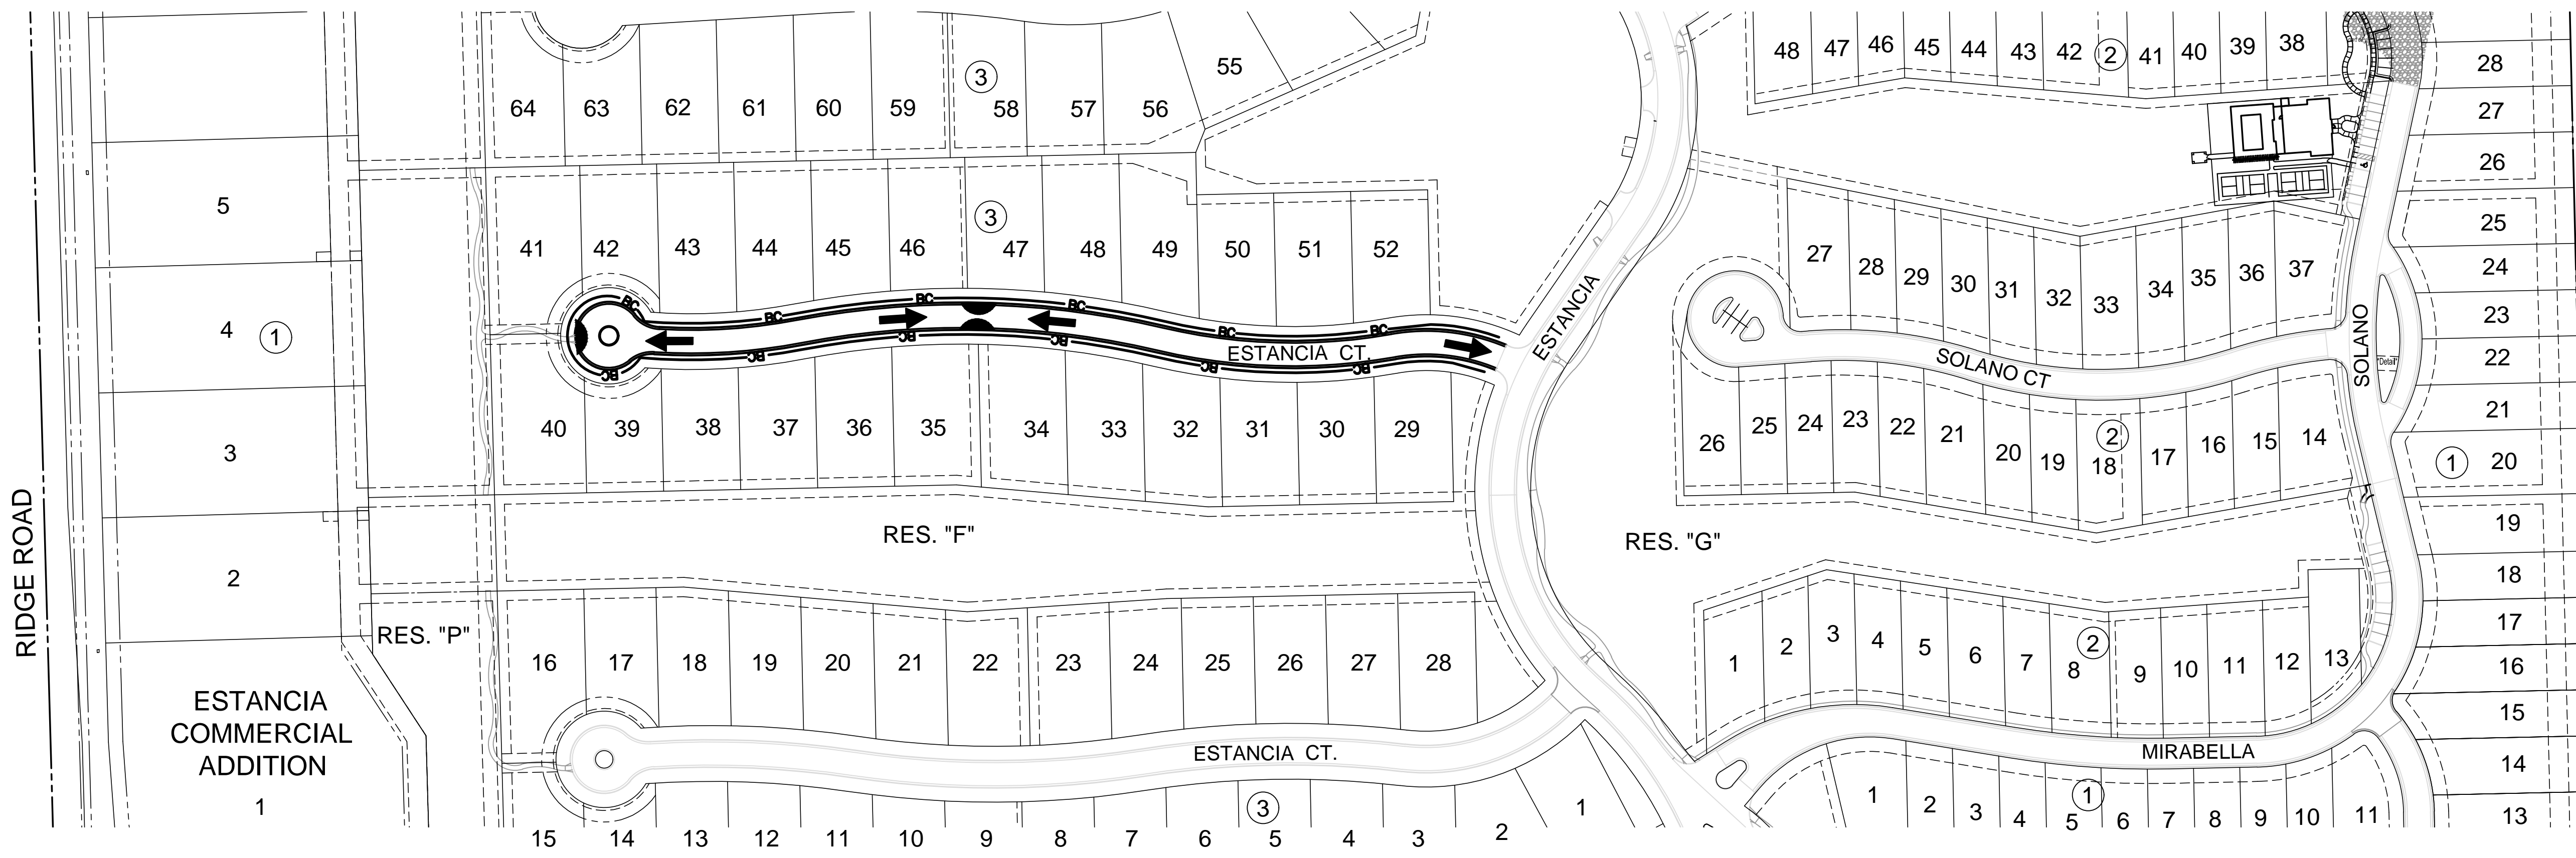 48 47 46 45 44 43 42 2 41 40 39 38
28
55
3
64 63 62 61 60 59 58 57 56
27
26
5
3
41 42 43 44 45 46 47 48 49 50 51 52
27 28 29 30 31 32 33 34 35 36 37
25
24
23
22
21
4 1
BC BC BC BC BC BC
BC BC BC BC BC BC
ESTANCIA CT.
ESTANCIA
SOLANO CT
SOLANO
"Detail"
3
40 39 38 37 36 35 34 33 32 31 30 29
26 25 24 23 22 21 20 19 18 2 17 16 15 14
1 20
RIDGE ROAD
RES. "F"
RES. "G"
19
18
17
16
15
14
13
2
RES. "P"
16 17 18 19 20 21 22 23 24 25 26 27 28
1 2 3 4 5 6 7 8 2 9 10 11 12 13
ESTANCIA
COMMERCIAL
ADDITION
1
ESTANCIA CT.
MIRABELLA
3
15 14 13 12 11 10 9 8 7 6 5 4 3 2 1
1 2 3 4 5 1 6 7 8 9 10 11